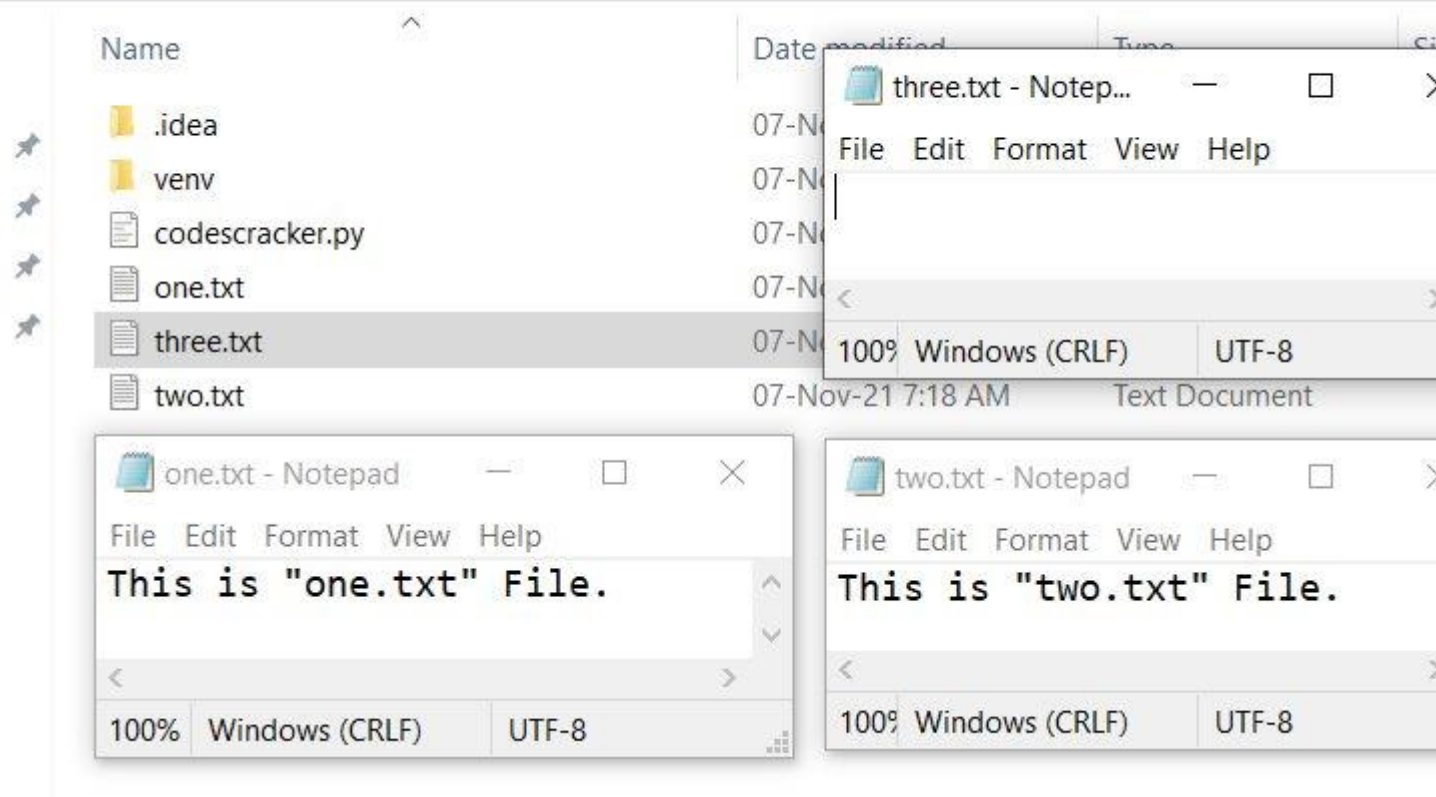 Name Date modified Type
.idea 07-N
venv 07-N
codescracker.py 07-N
one.txt 07-N
three.txt 07-N
two.txt 07-Nov-21 7:18 AM Text Document
three.txt - Notep...
File Edit Format View Help
100% Windows (CRLF) UTF-8
one.txt - Notepad
File Edit Format View Help
This is "one.txt" File.
100% Windows (CRLF) UTF-8
two.txt - Notepad
File Edit Format View Help
This is "two.txt" File.
100% Windows (CRLF) UTF-8